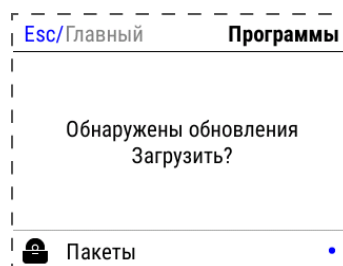 Esc/Главный Программы
Обнаружены обновления
Загрузить?
Пакеты